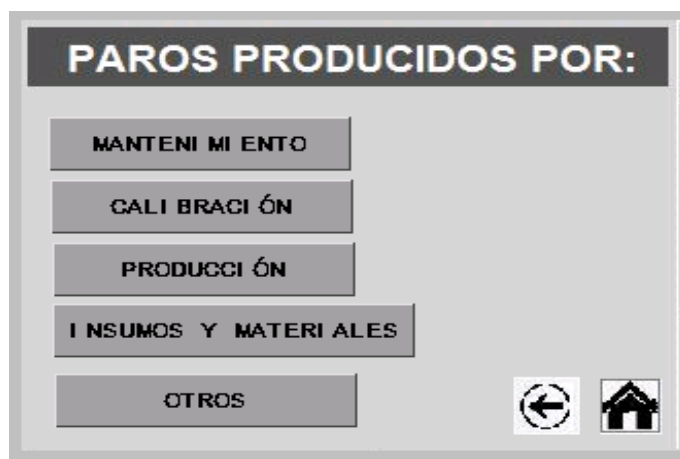 PAROS PRODUCIDOS POR:
MANTENIMIENTO
CALIBRACIÓN
PRODUCCIÓN
INSUMOS Y MATERIALES
OTROS